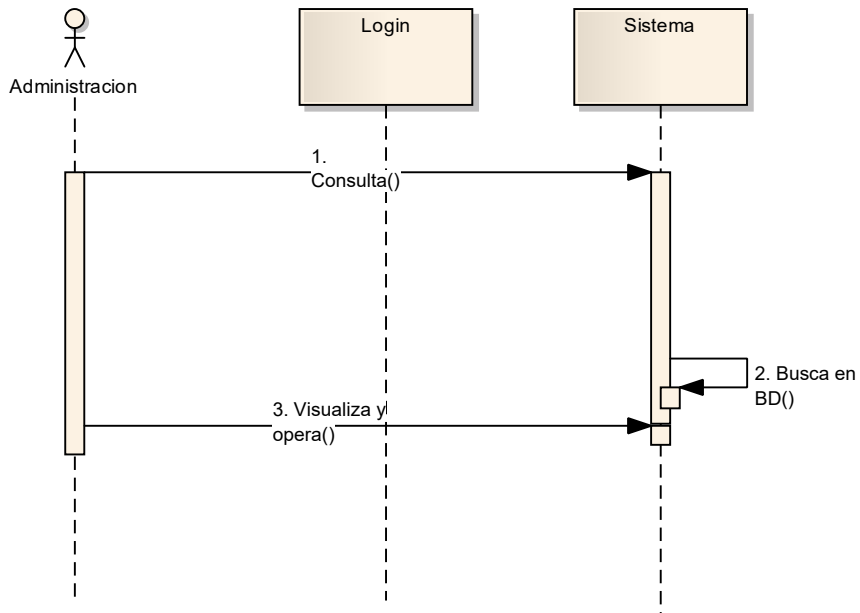 Administracion
Login
Sistema
1.
Consulta()
2. Busca en
BD()
3. Visualiza y
opera()